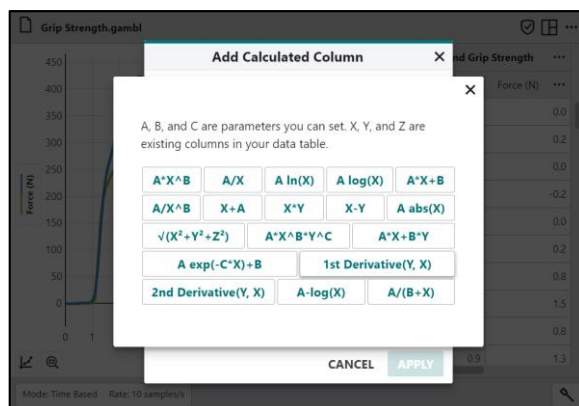 Grip Strength.gambl
Add Calculated Column
nd Grip Strength
Force (N)
A, B, and C are parameters you can set. X, Y, and Z are
existing columns in your data table.
A*X^B A/X A ln(X) A log(X) A*X+B
A/X^B X+A X*Y X-Y A abs(X)
√(X²+Y²+Z²) A*X^B*Y^C A*X+B*Y
A exp(-C*X)+B 1st Derivative(Y, X)
2nd Derivative(Y, X) A-log(X) A/(B+X)
CANCEL APPLY
Force (N)
450
400
350
300
250
200
150
100
50
0
0 1
0.0
0.2
0.0
-0.2
0.0
0.2
0.8
1.5
0.8
0.9 1.3
Mode: Time Based Rate: 10 samples/s